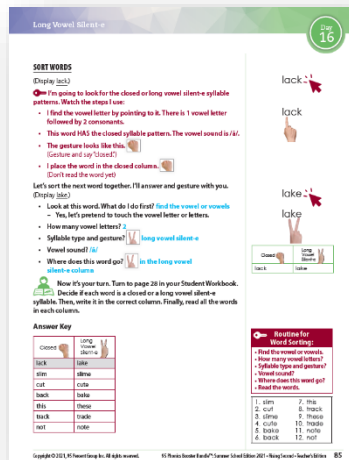 Long Vowel Silent-e
Day
16
SORT WORDS
(Display lack.)
I'm going to look for the closed or long vowel silent-e syllable
patterns. Watch the steps I use:
• I find the vowel letter by pointing to it. There is 1 vowel letter
followed by 2 consonants.
• This word HAS the closed syllable pattern. The vowel sound is /ă/.
• The gesture looks like this.
(Gesture and say "closed.")
• I place the word in the closed column.
(Don't read the word yet)
Let's sort the next word together. I'll answer and gesture with you.
(Display lake.)
• Look at this word. What do I do first? find the vowel or vowels
– Yes, let's pretend to touch the vowel letter or letters.
• How many vowel letters? 2
• Syllable type and gesture? long vowel silent-e
• Vowel sound? /ā/
• Where does this word go? in the long vowel
silent-e column
Now it's your turn. Turn to page 28 in your Student Workbook.
Decide if each word is a closed or a long vowel silent-e
syllable. Then, write it in the correct column. Finally, read all the words
in each column.
Answer Key
Closed
Long
Vowel
Silent-e
lack lake
slim slime
cut cute
back bake
this these
track trade
not note
lack
lack
lake
lake
Closed
Long
Vowel
Silent-e
lack lake
Routine for
Word Sorting:
• Find the vowel or vowels.
• How many vowel letters?
• Syllable type and gesture?
• Vowel sound?
• Where does this word go?
• Read the words.
1. slim 7. this
2. cut 8. track
3. slime 9. these
4. cute 10. trade
5. bake 11. note
6. back 12. not
Copyright © 2021, 95 Percent Group Inc. All rights reserved.
95 Phonics Booster Bundle™: Summer School Edition 2021 • Rising Second • Teacher's Edition 85